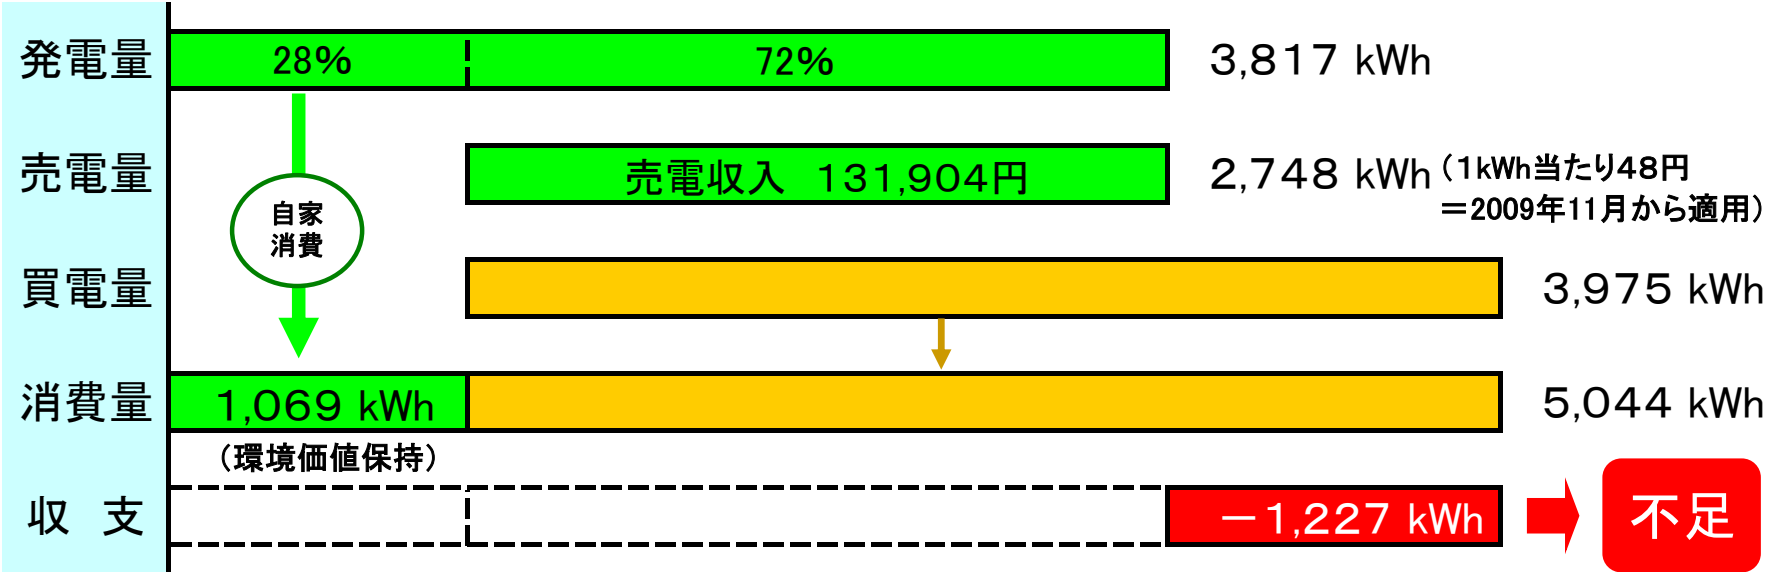 発電量 28% 72% 3,817 kWh
売電量 売電収入 131,904円 2,748 kWh (1kWh当たり48円
=2009年11月から適用)
自家
消費
買電量 3,975 kWh
消費量 1,069 kWh 5,044 kWh
(環境価値保持)
収 支 -1,227 kWh 不足